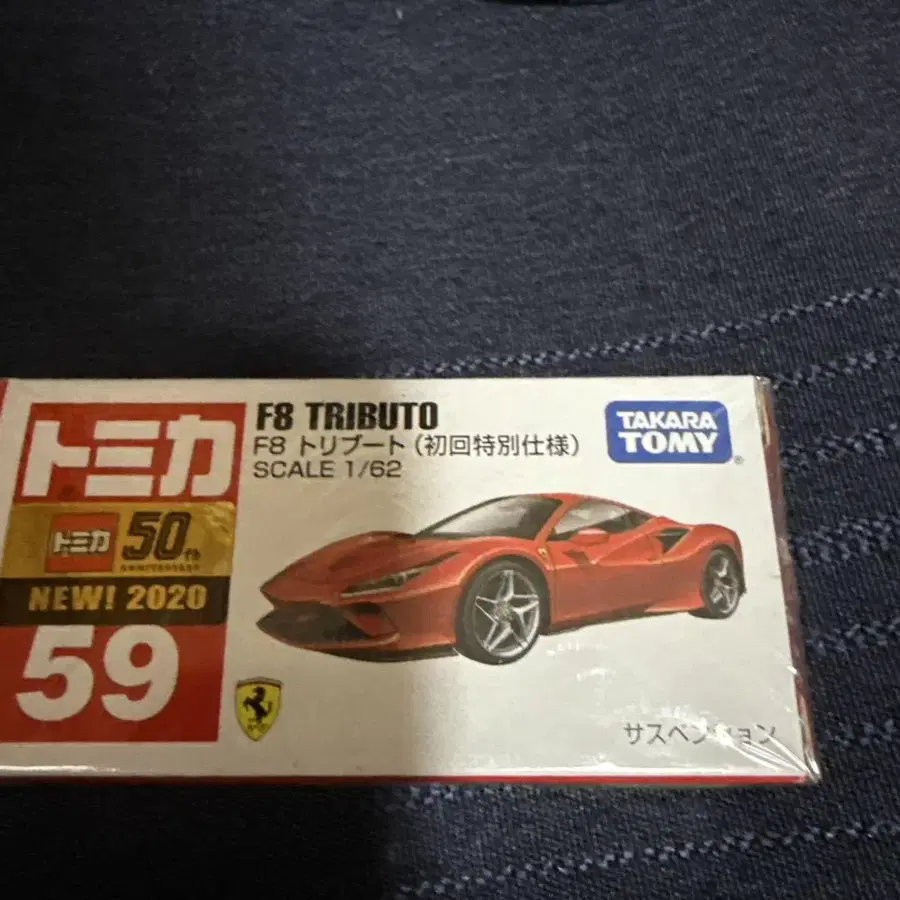 トミカ
トミカ 50th
ANNIVERSARY
NEW! 2020
59
F8 TRIBUTO
F8 トリブート (初回特別仕様)
SCALE 1/62
TAKARA
TOMY®
サスペンション